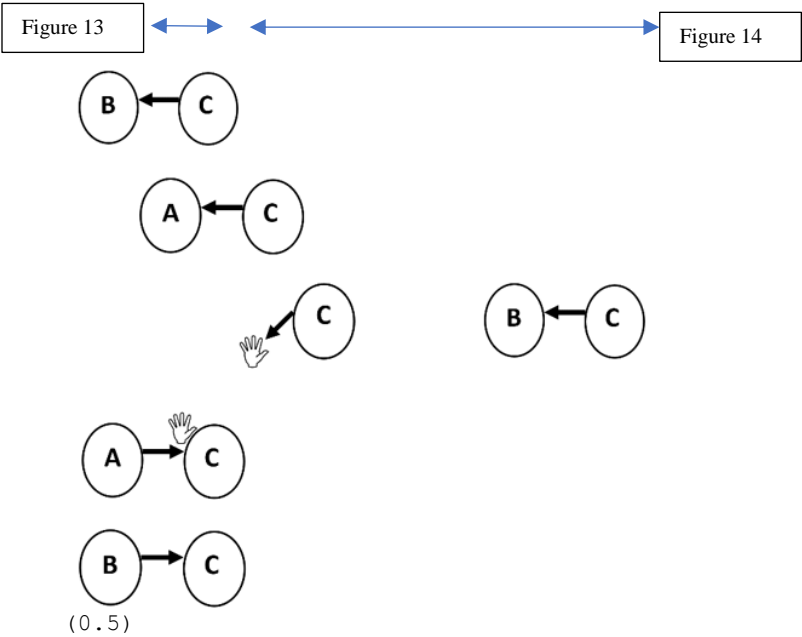 Figure 13
Figure 14
B C
A C
C B C
A C
B C
(0.5)